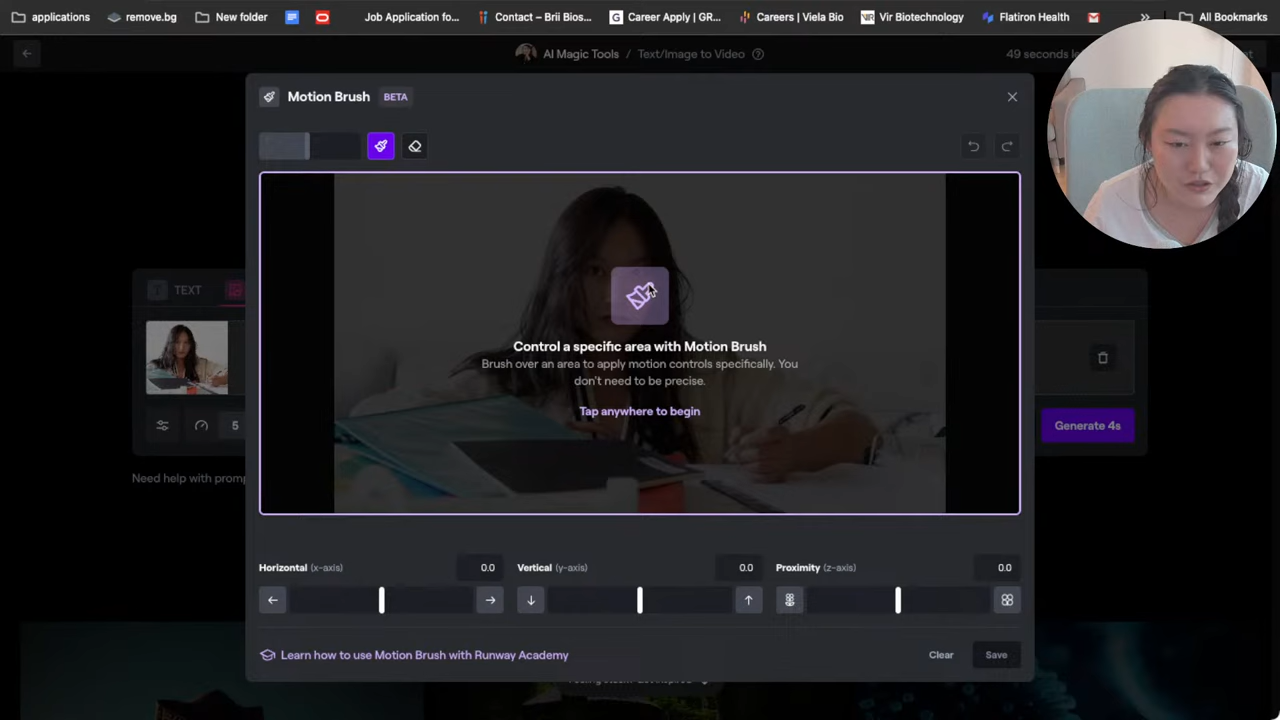 applications remove.bg New folder Job Application fo... Contact – Brii Bios... Career Apply | GR... Careers | Viela Bio Vir Biotechnology Flatiron Health All Bookmarks
AI Magic Tools / Text/Image to Video
49 seconds
Motion Brush BETA
TEXT
Control a specific area with Motion Brush
Brush over an area to apply motion controls specifically. You
don't need to be precise.
Tap anywhere to begin
5
Generate 4s
Need help with
Horizontal (x-axis) 0.0 Vertical (y-axis) 0.0 Proximity (z-axis) 0.0
Learn how to use Motion Brush with Runway Academy
Clear Save